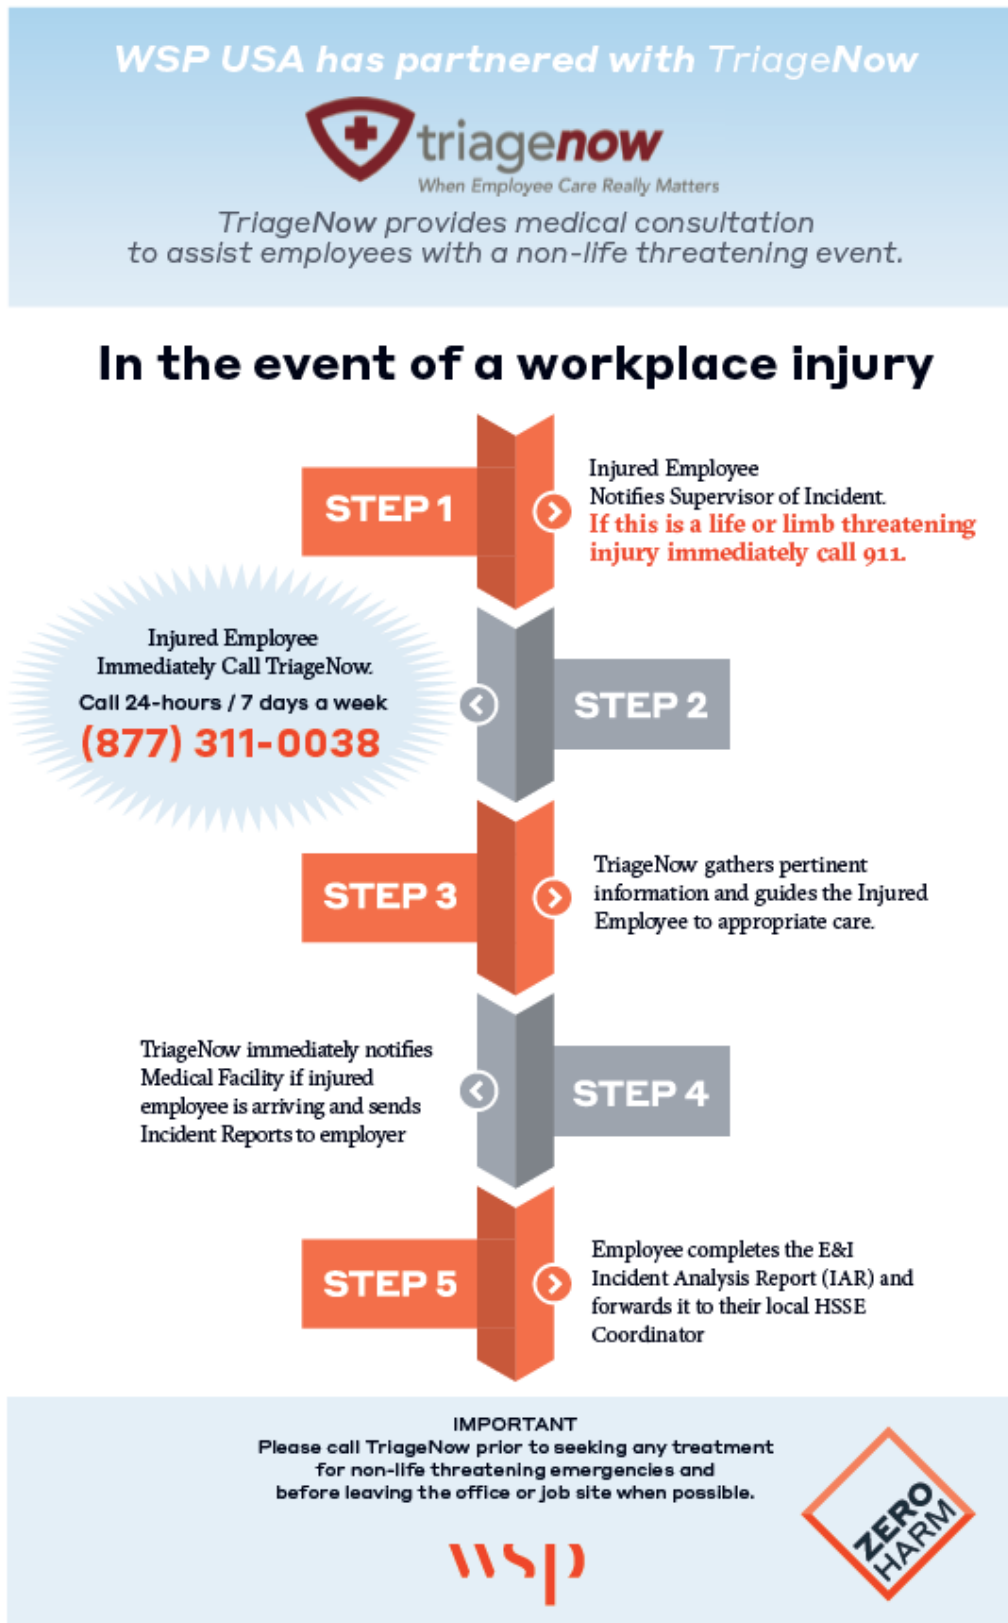 WSP USA has partnered with TriageNow
triagenow
When Employee Care Really Matters
TriageNow provides medical consultation
to assist employees with a non-life threatening event.
In the event of a workplace injury
STEP 1
Injured Employee
Notifies Supervisor of Incident.
If this is a life or limb threatening
injury immediately call 911.
STEP 2
Injured Employee
Immediately Call TriageNow.
Call 24-hours / 7 days a week
(877) 311-0038
STEP 3
TriageNow gathers pertinent
information and guides the Injured
Employee to appropriate care.
STEP 4
TriageNow immediately notifies
Medical Facility if injured
employee is arriving and sends
Incident Reports to employer
STEP 5
Employee completes the E&I
Incident Analysis Report (IAR) and
forwards it to their local HSSE
Coordinator
IMPORTANT
Please call TriageNow prior to seeking any treatment
for non-life threatening emergencies and
before leaving the office or job site when possible.
wsp
ZERO
HARM